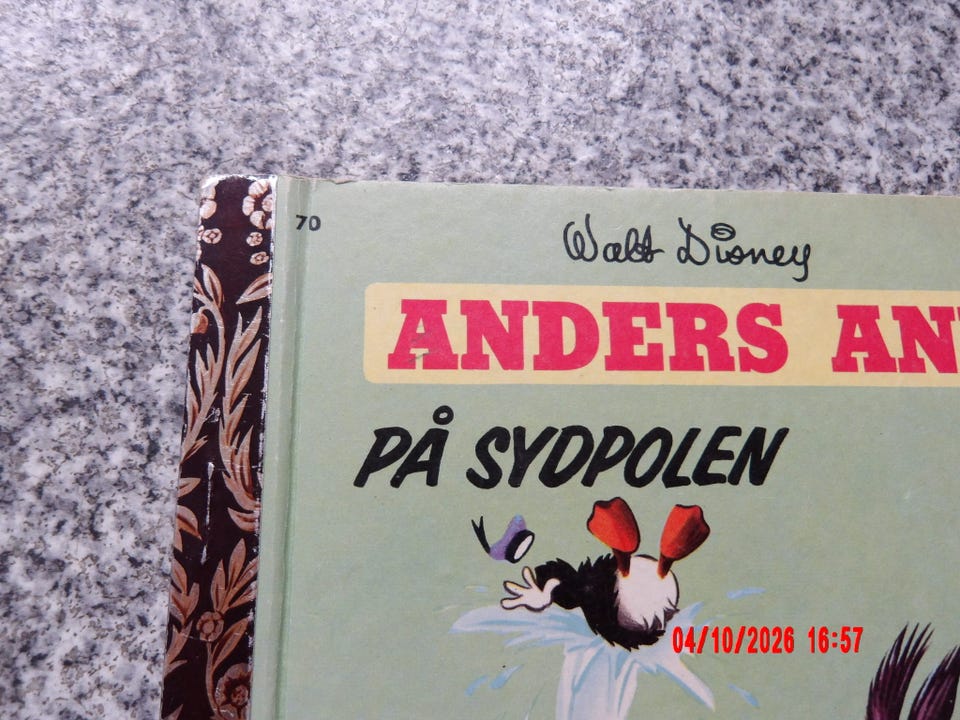 70
Walt Disney
ANDERS AN
PÅ SYDPOLEN
04/10/2026 16:57